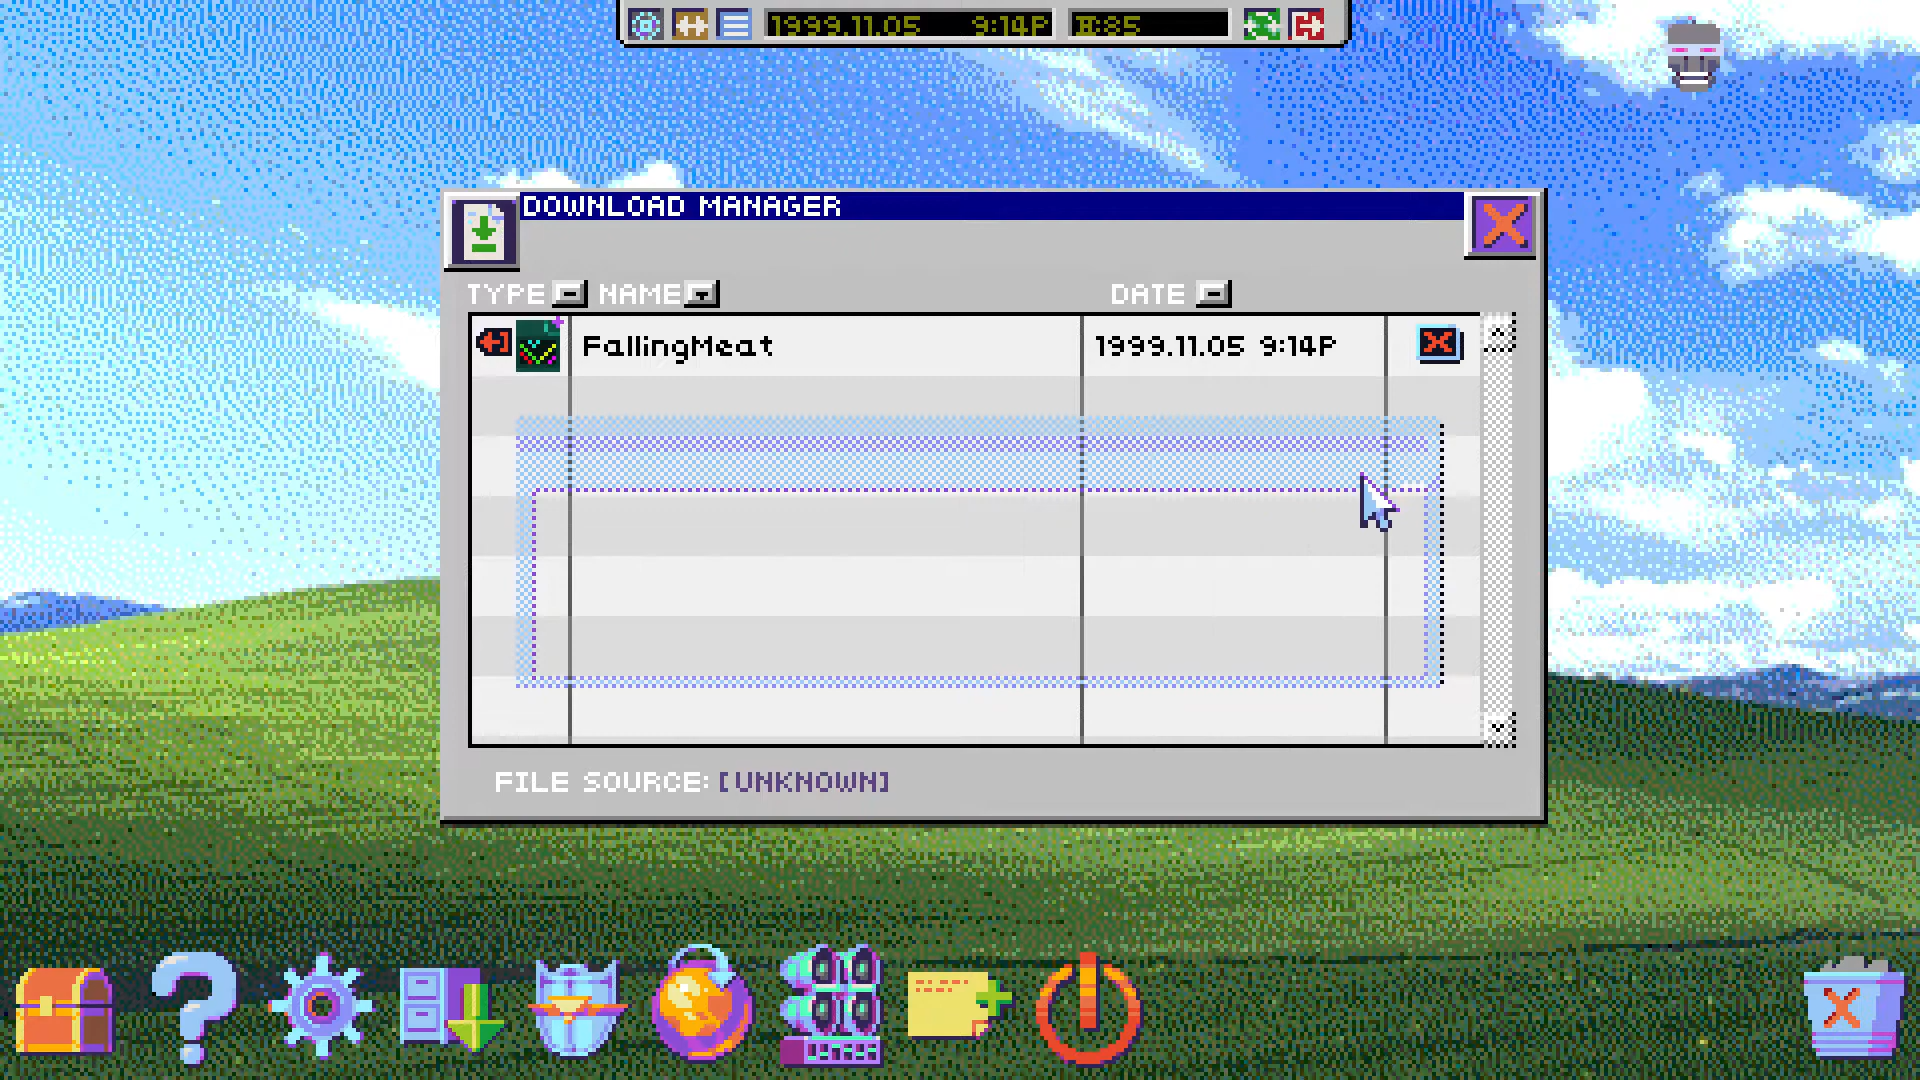 1999.11.05 9:14P
85
DOWNLOAD MANAGER
TYPE NAME DATE
FallingMeat 1999.11.05 9:14P
FILE SOURCE: [UNKNOWN]